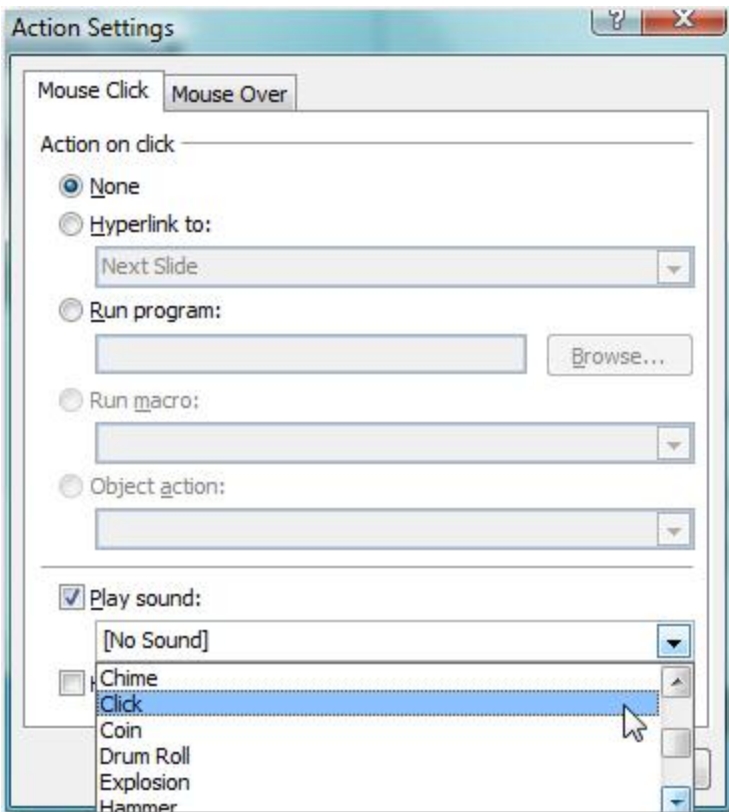 Action Settings
Mouse Click Mouse Over
Action on click
None
Hyperlink to:
Next Slide
Run program:
Browse...
Run macro:
Object action:
Play sound:
[No Sound]
Chime
Click
Coin
Drum Roll
Explosion
Hammer